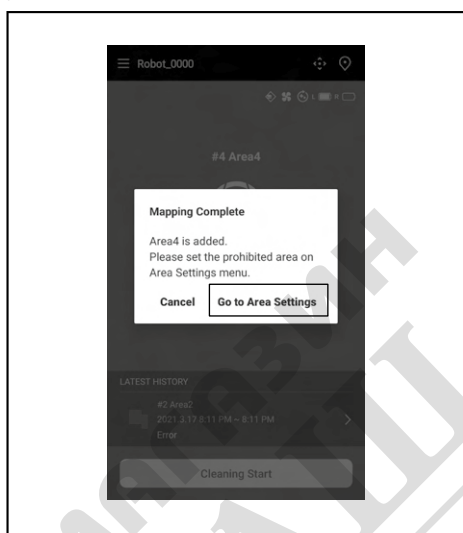 Robot_0000
L R
#4 Area4
Mapping Complete
Area4 is added.
Please set the prohibited area on
Area Settings menu.
Cancel Go to Area Settings
LATEST HISTORY
#2 Area2
2021.3.17 8:11 PM ~ 8:11 PM
Error
Cleaning Start
МАГАЗИН